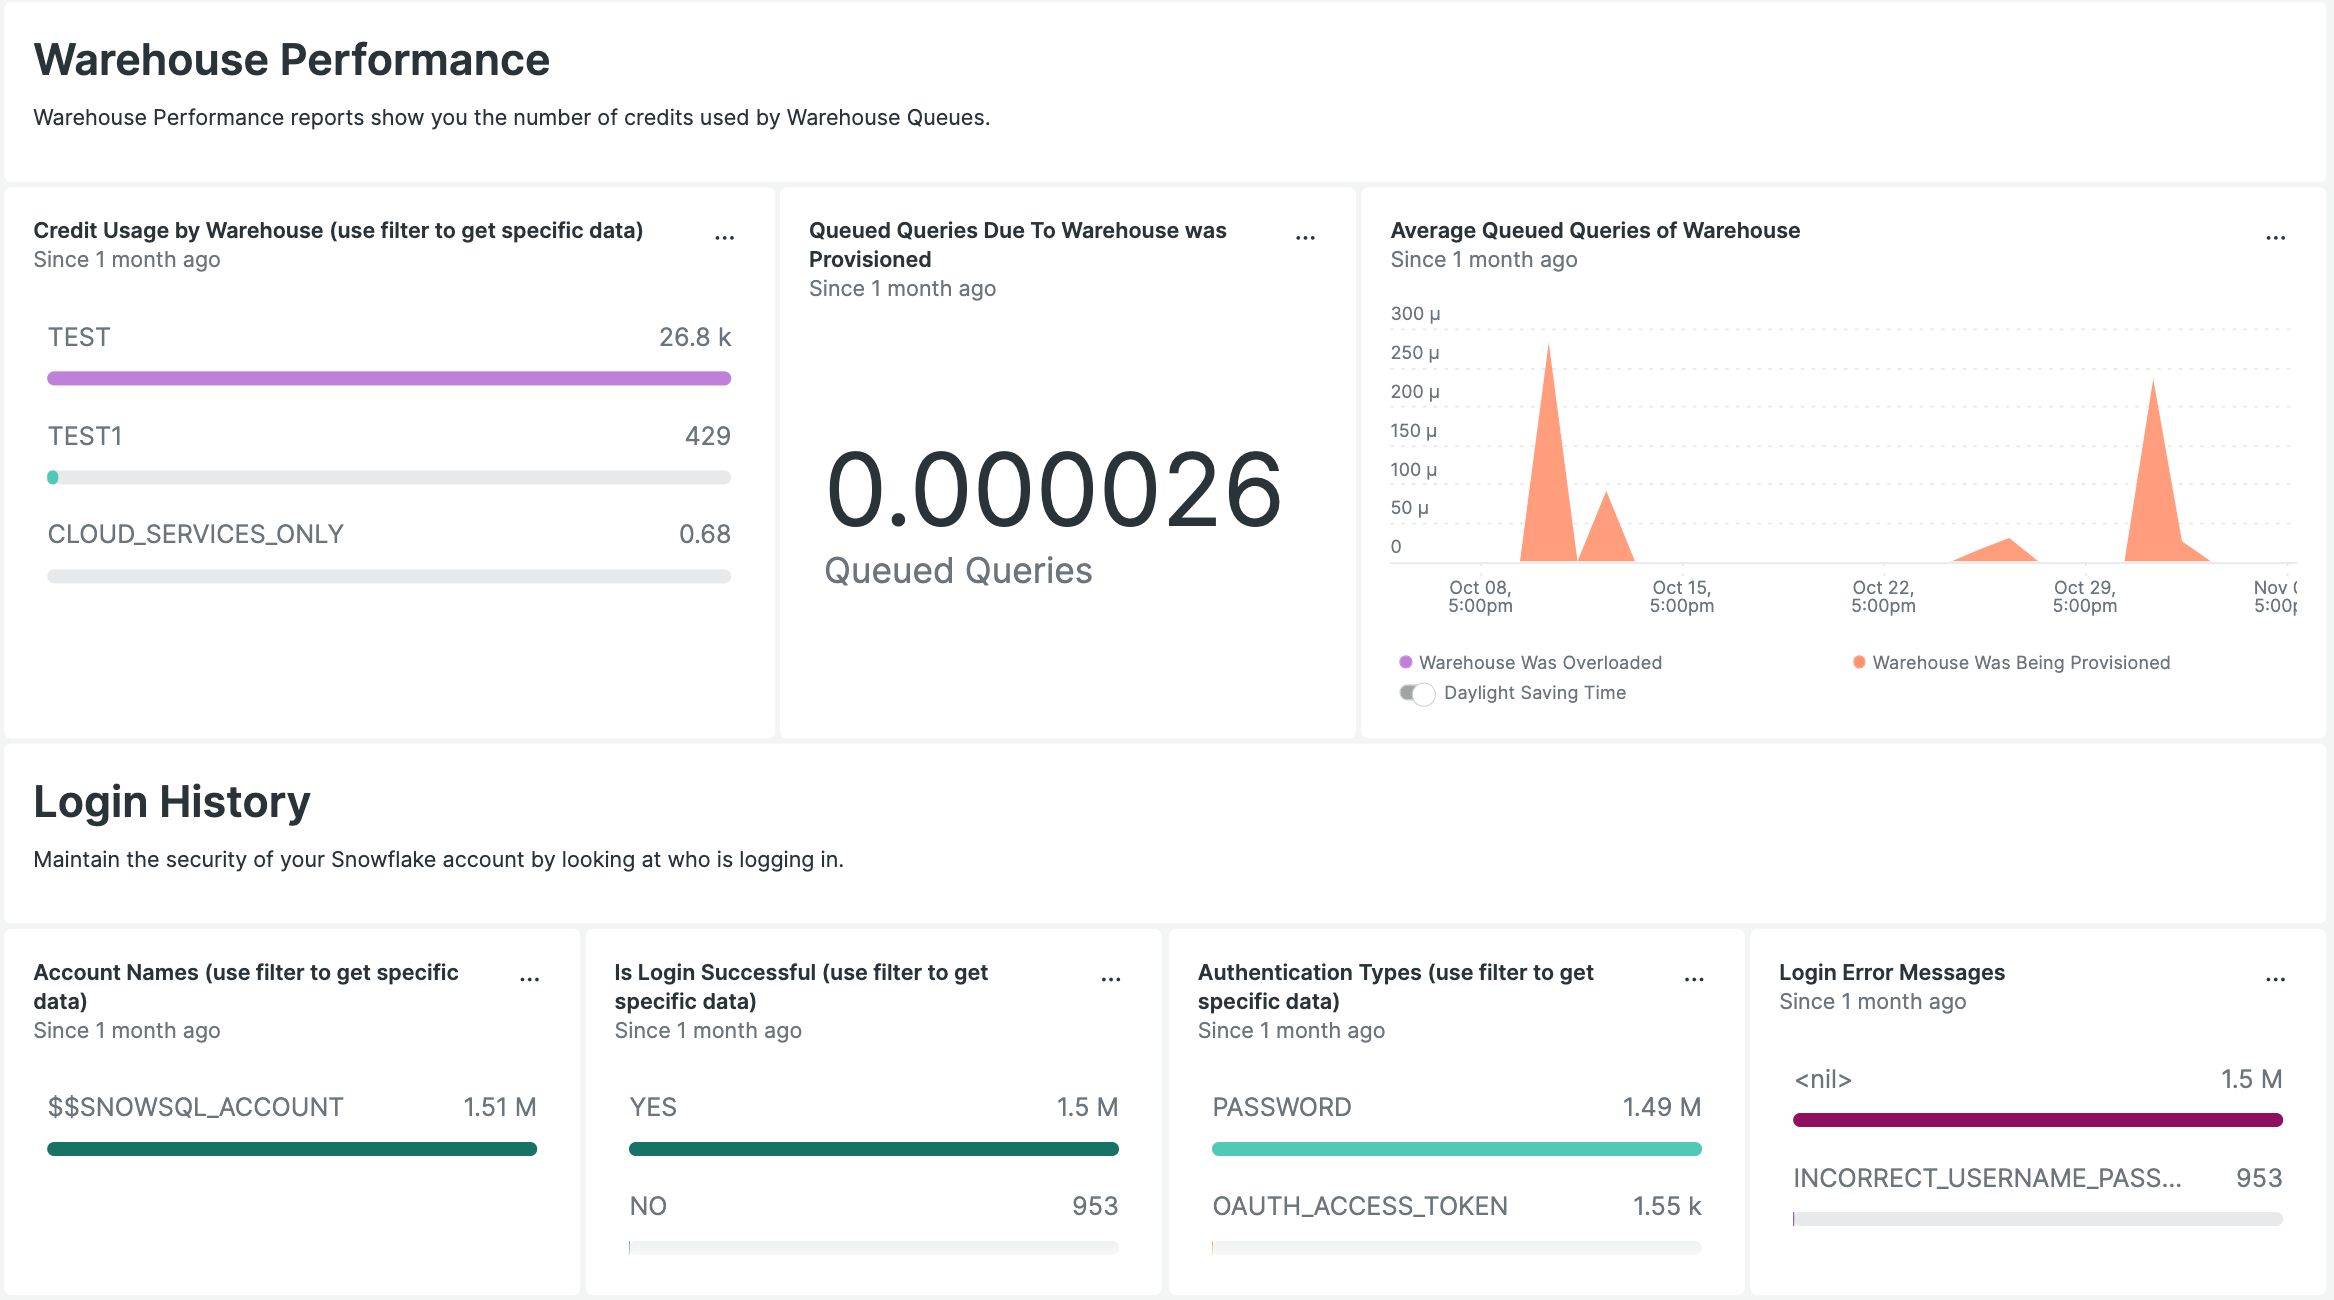 Warehouse Performance
Warehouse Performance reports show you the number of credits used by Warehouse Queues.
Credit Usage by Warehouse (use filter to get specific data)
...
Since 1 month ago
TEST 26.8 k
TEST1 429
CLOUD_SERVICES_ONLY 0.68
Queued Queries Due To Warehouse was
Provisioned
...
Since 1 month ago
0.000026
Queued Queries
Average Queued Queries of Warehouse
...
Since 1 month ago
300 µ
250 µ
200 µ
150 µ
100 µ
50 µ
0
Oct 08,
5:00pm
Oct 15,
5:00pm
Oct 22,
5:00pm
Oct 29,
5:00pm
Nov
5:00
Warehouse Was Overloaded
Warehouse Was Being Provisioned
Daylight Saving Time
Login History
Maintain the security of your Snowflake account by looking at who is logging in.
Account Names (use filter to get specific
data)
...
Since 1 month ago
$$SNOWSQL_ACCOUNT 1.51 M
Is Login Successful (use filter to get
specific data)
...
Since 1 month ago
YES 1.5 M
NO 953
Authentication Types (use filter to get
specific data)
...
Since 1 month ago
PASSWORD 1.49 M
OAUTH_ACCESS_TOKEN 1.55 k
Login Error Messages
...
Since 1 month ago
<nil> 1.5 M
INCORRECT_USERNAME_PASS... 953